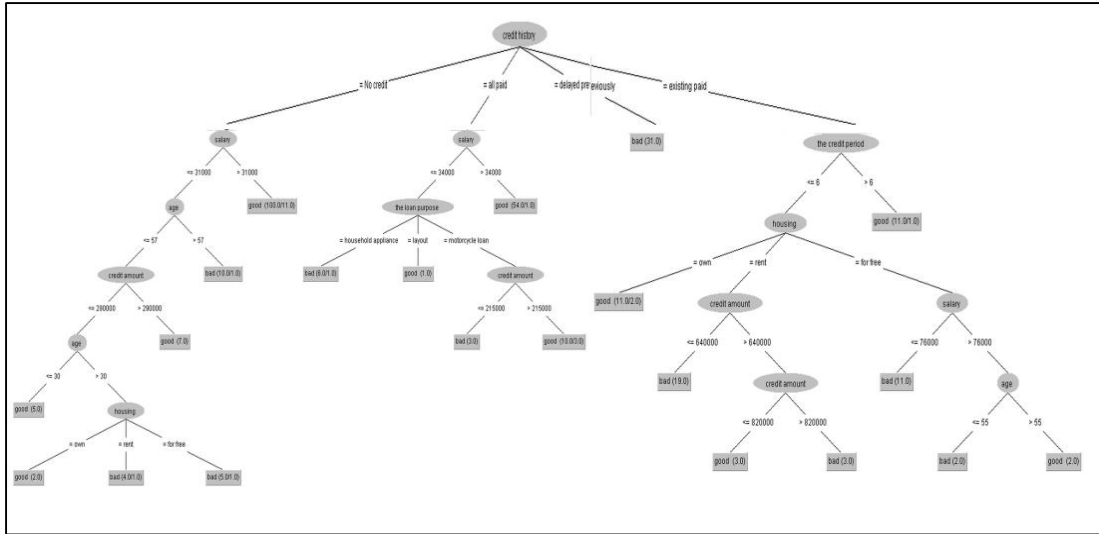 credit history
= No credit
= all paid
= delayed previously
= existing paid
salary
salary
bad (31.0)
the credit period
<= 31000
> 31000
<= 34000
> 34000
<= 6
> 6
age
good (100.0/11.0)
the loan purpose
good (54.0/1.0)
housing
good (11.0/1.0)
<= 57
> 57
= household appliance
= layout
= motorcycle loan
= own
= rent
= for free
credit amount
bad (10.0/1.0)
bad (6.0/1.0)
good (1.0)
credit amount
good (11.0/2.0)
credit amount
salary
<= 290000
> 290000
<= 215000
> 215000
<= 640000
> 640000
<= 76000
> 76000
age
good (7.0)
bad (3.0)
good (10.0/3.0)
bad (19.0)
credit amount
bad (11.0)
age
<= 30
> 30
<= 820000
> 820000
<= 55
> 55
good (5.0)
housing
good (3.0)
bad (3.0)
bad (2.0)
good (2.0)
= own
= rent
= for free
good (2.0)
bad (4.0/1.0)
bad (5.0/1.0)